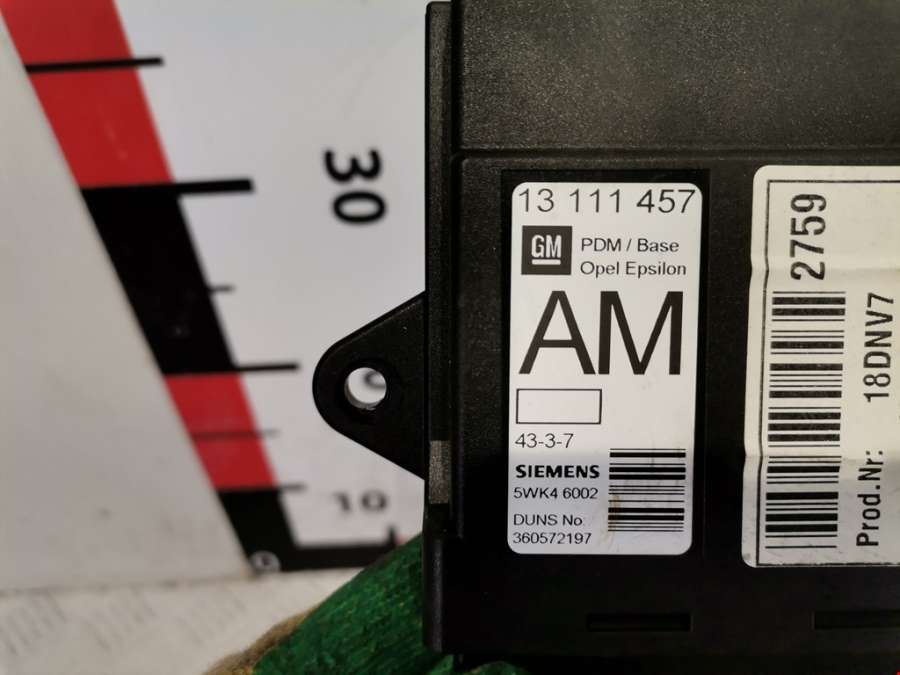 30
10
0
13 111 457
GM
PDM / Base
Opel Epsilon
AM
43-3-7
SIEMENS
5WK4 6002
DUNS No:
360572197
2759
Prod.Nr: 18DNV7